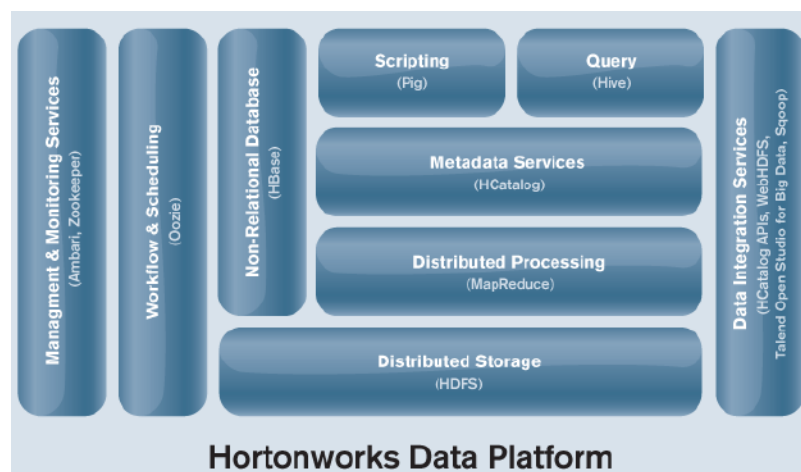 Managment & Monitoring Services
(Ambari, Zookeeper)
Workflow & Scheduling
(Oozie)
Non-Relational Database
(HBase)
Scripting
(Pig)
Query
(Hive)
Metadata Services
(HCatalog)
Distributed Processing
(MapReduce)
Distributed Storage
(HDFS)
Data Integration Services
(HCatalog APIs, WebHDFS,
Talend Open Studio for Big Data, Sqoop)
Hortonworks Data Platform